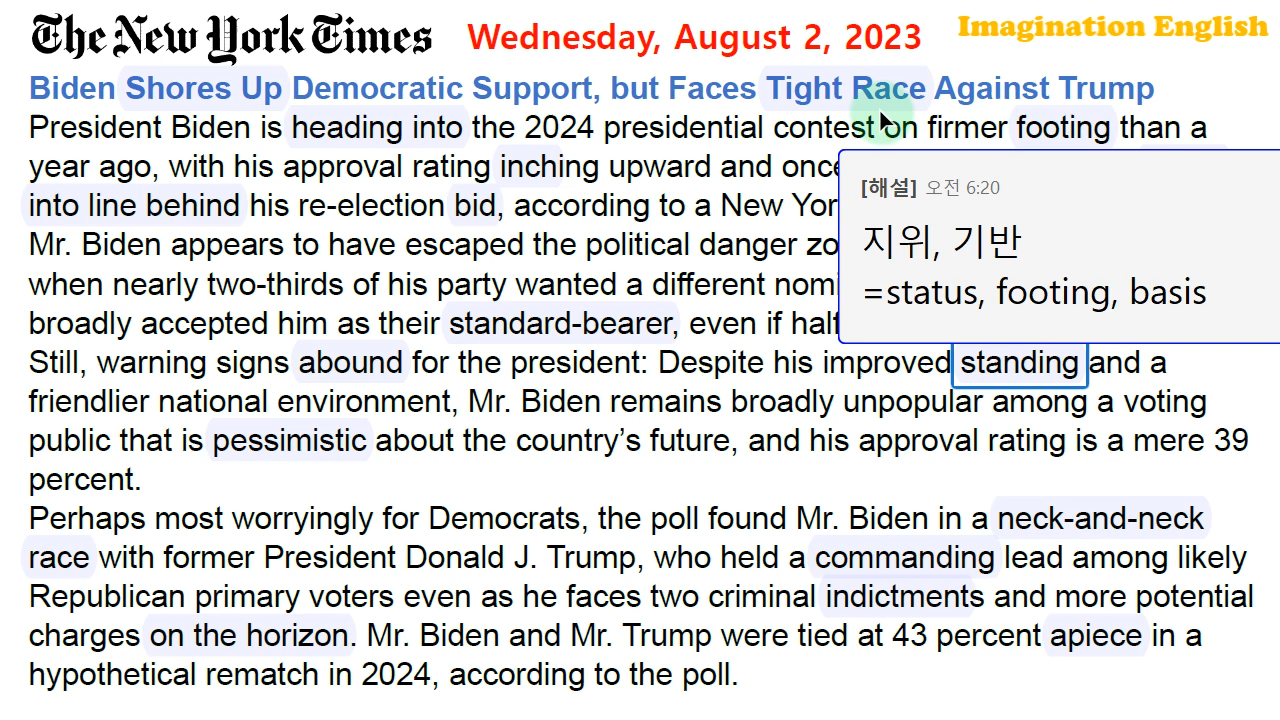 The New York Times
Wednesday, August 2, 2023
Imagination English
Biden Shores Up Democratic Support, but Faces Tight Race Against Trump
President Biden is heading into the 2024 presidential contest on firmer footing than a
year ago, with his approval rating inching upward and once
into line behind his re-election bid, according to a New Yor
Mr. Biden appears to have escaped the political danger zo
when nearly two-thirds of his party wanted a different nomi
broadly accepted him as their standard-bearer, even if half
[해설] 오전 6:20
지위, 기반
=status, footing, basis
Still, warning signs abound for the president: Despite his improved standing and a
friendlier national environment, Mr. Biden remains broadly unpopular among a voting
public that is pessimistic about the country’s future, and his approval rating is a mere 39
percent.
Perhaps most worryingly for Democrats, the poll found Mr. Biden in a neck-and-neck
race with former President Donald J. Trump, who held a commanding lead among likely
Republican primary voters even as he faces two criminal indictments and more potential
charges on the horizon. Mr. Biden and Mr. Trump were tied at 43 percent apiece in a
hypothetical rematch in 2024, according to the poll.